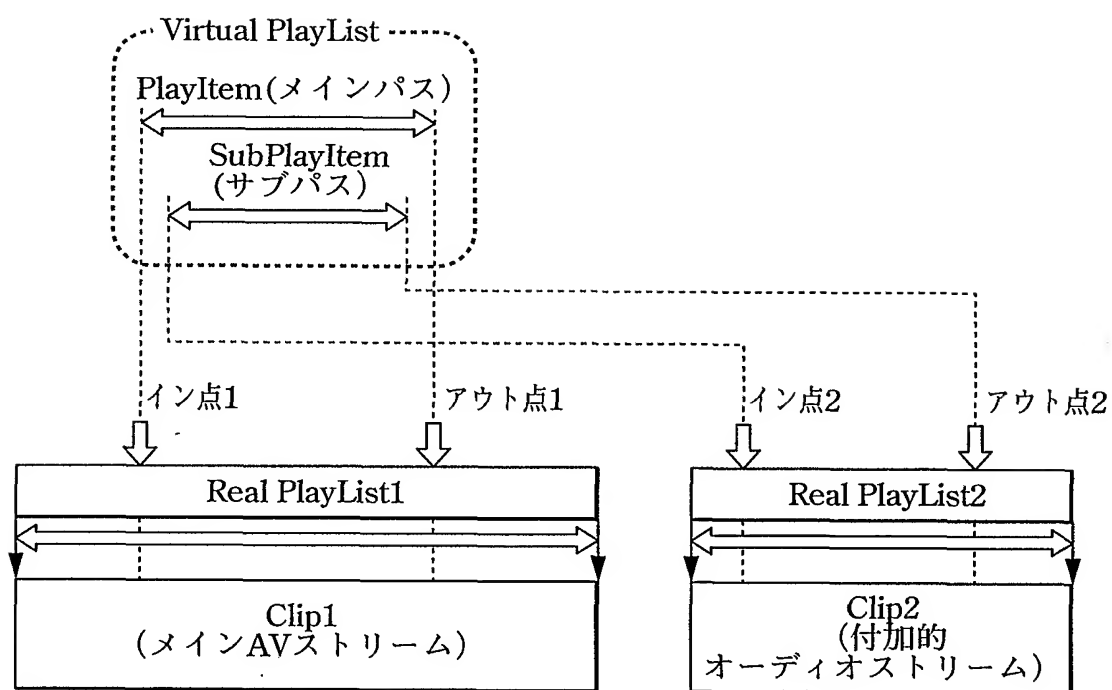 Virtual PlayList
PlayItem(メインパス)
SubPlayItem
(サブパス)
イン点1
アウト点1
イン点2
アウト点2
Real PlayList1
Real PlayList2
Clip1
(メインAVストリーム)
Clip2
(付加的
オーディオストリーム)